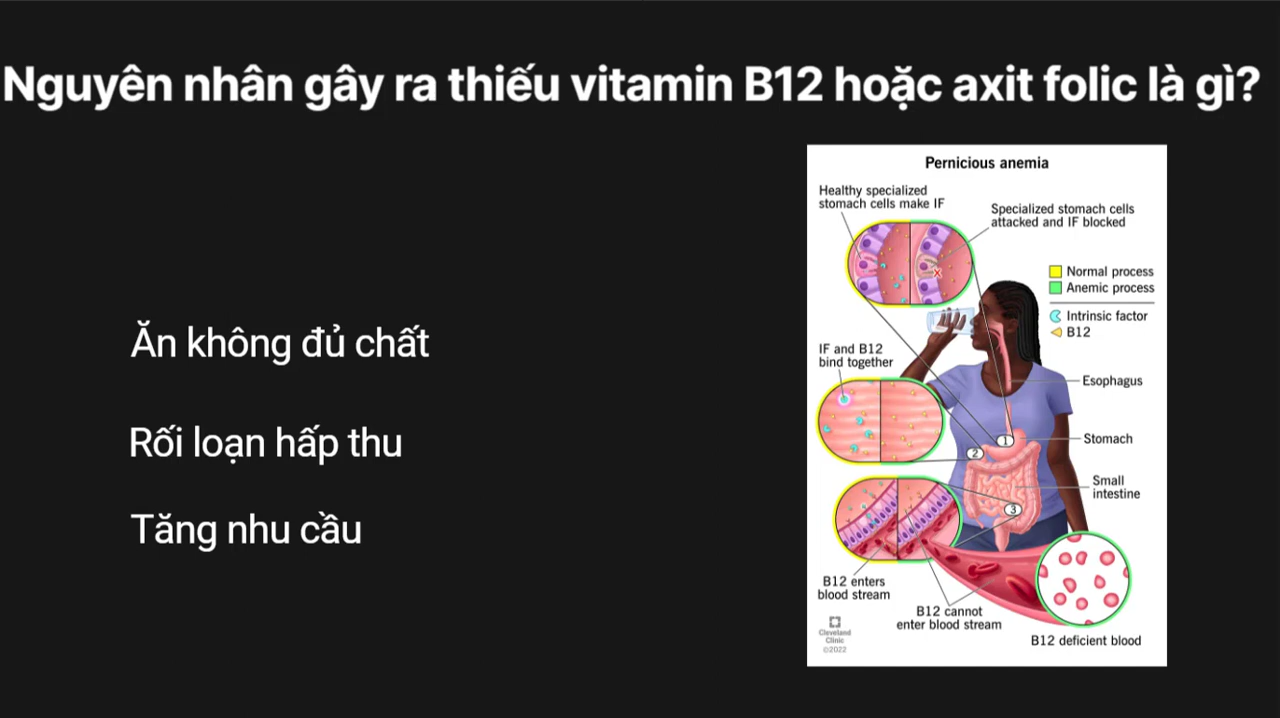 Nguyên nhân gây ra thiếu vitamin B12 hoặc axit folic là gì?
Ăn không đủ chất
Rối loạn hấp thu
Tăng nhu cầu
Pernicious anemia
Healthy specialized
stomach cells make IF
Specialized stomach cells
attacked and IF blocked
Normal process
Anemic process
Intrinsic factor
B12
IF and B12
bind together
Esophagus
1
Stomach
2
Small
intestine
3
B12 enters
blood stream
B12 cannot
enter blood stream
B12 deficient blood
Cleveland
Clinic
©2022